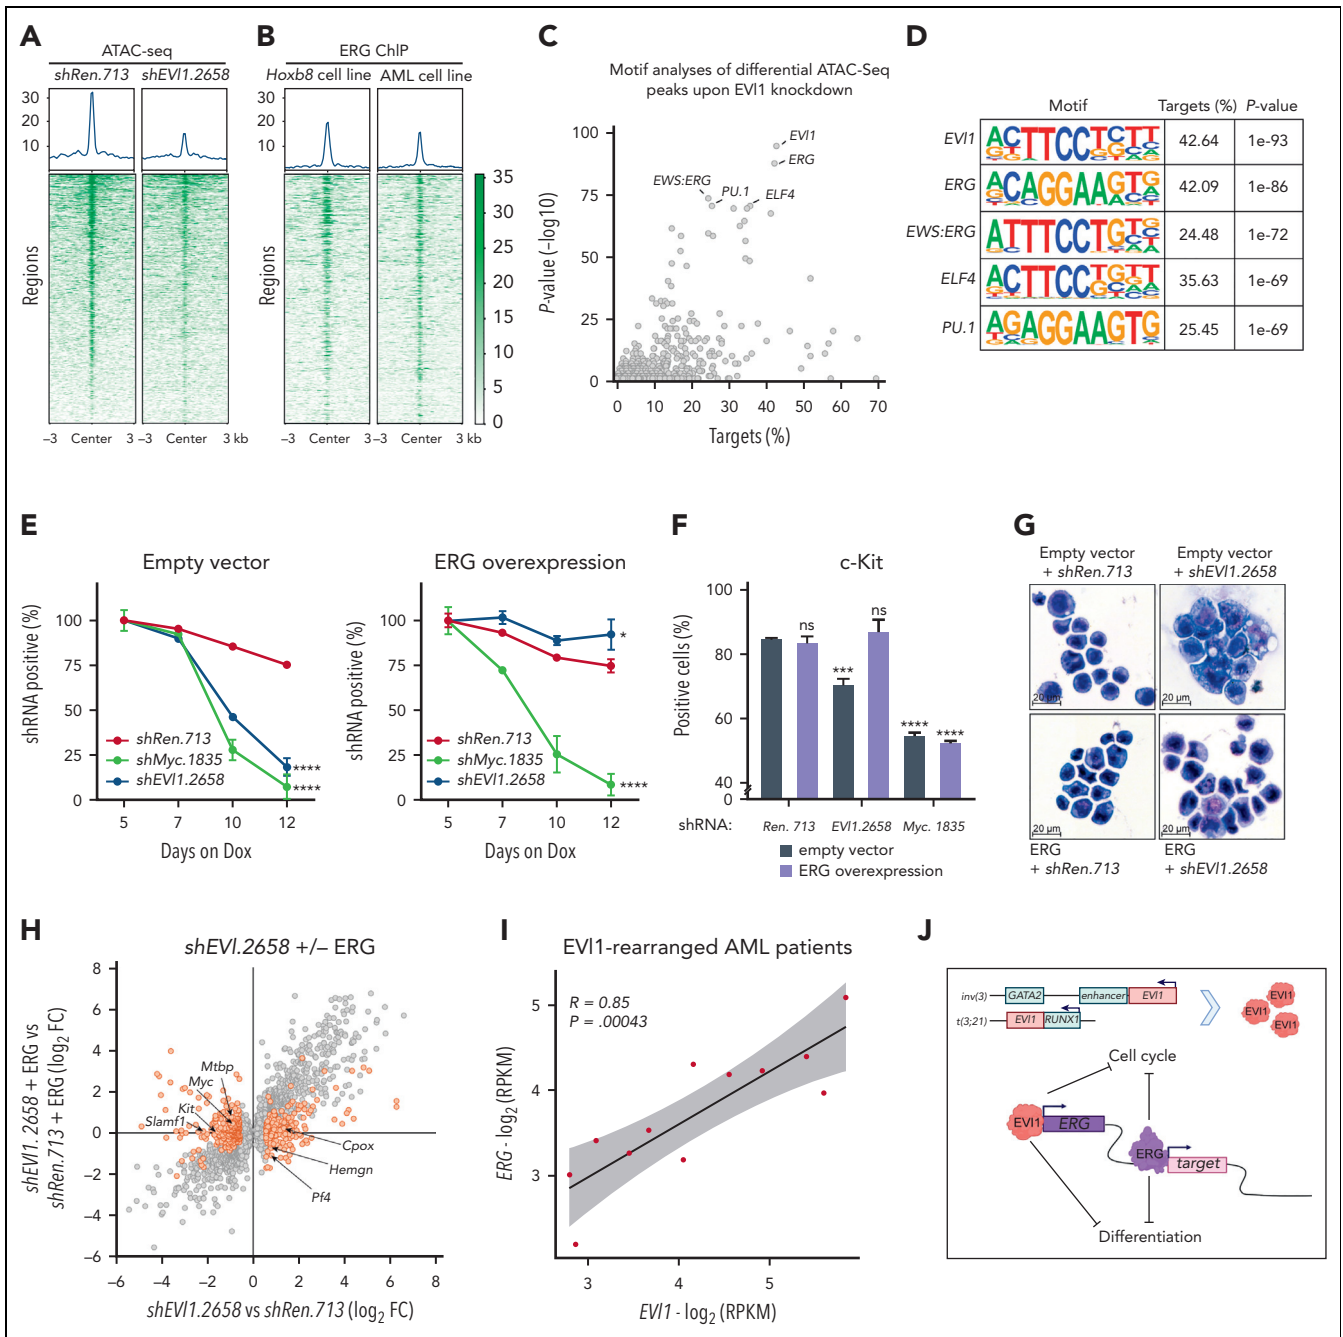 A
ATAC-seq
shRen.713 shEVI1.2658
30
20
10
Regions
−3 Center 3 −3 Center 3 kb
B
ERG ChIP
Hoxb8 cell line AML cell line
30
20
10
Regions
−3 Center 3 −3 Center 3 kb
35
30
25
20
15
10
5
0
C
Motif analyses of differential ATAC-Seq
peaks upon EVI1 knockdown
P-value (−log10)
100
75
50
25
0
EVI1
ERG
EWS:ERG
PU.1
ELF4
0 10 20 30 40 50 60 70
Targets (%)
D
Motif Targets (%) P-value
EVI1 42.64 1e-93
ERG 42.09 1e-86
EWS:ERG 24.48 1e-72
ELF4 35.63 1e-69
PU.1 25.45 1e-69
E
Empty vector
shRNA positive (%)
100
75
50
25
0
shRen.713
shMyc.1835
shEVI1.2658
****
****
5 7 10 12
Days on Dox
ERG overexpression
shRNA positive (%)
100
75
50
25
0
*
shRen.713
shMyc.1835
shEVI1.2658
****
5 7 10 12
Days on Dox
F
c-Kit
Positive cells (%)
100
80
60
40
0
ns
***
ns
****
****
shRNA: Ren. 713 EVI1.2658 Myc. 1835
empty vector
ERG overexpression
G
Empty vector
+ shRen.713
Empty vector
+ shEVI1.2658
20 µm
20 µm
20 µm
20 µm
ERG
+ shRen.713
ERG
+ shEVI1.2658
H
shEVI.2658 +/− ERG
shEVI1. 2658 + ERG vs
shRen.713 + ERG (log2 FC)
8
6
4
2
0
−2
−4
−6
Mtbp
Myc
Kit
Slamf1
Cpox
Hemgn
Pf4
−6 −4 −2 0 2 4 6 8
shEVI1.2658 vs shRen.713 (log2 FC)
I
EVI1-rearranged AML patients
R = 0.85
P = .00043
ERG - log2 (RPKM)
5
4
3
3 4 5
EVI1 - log2 (RPKM)
J
inv(3) GATA2 enhancer EVI1
t(3;21) EVI1 RUNX1
EVI1
EVI1
EVI1
Cell cycle
EVI1 ERG
ERG target
Differentiation